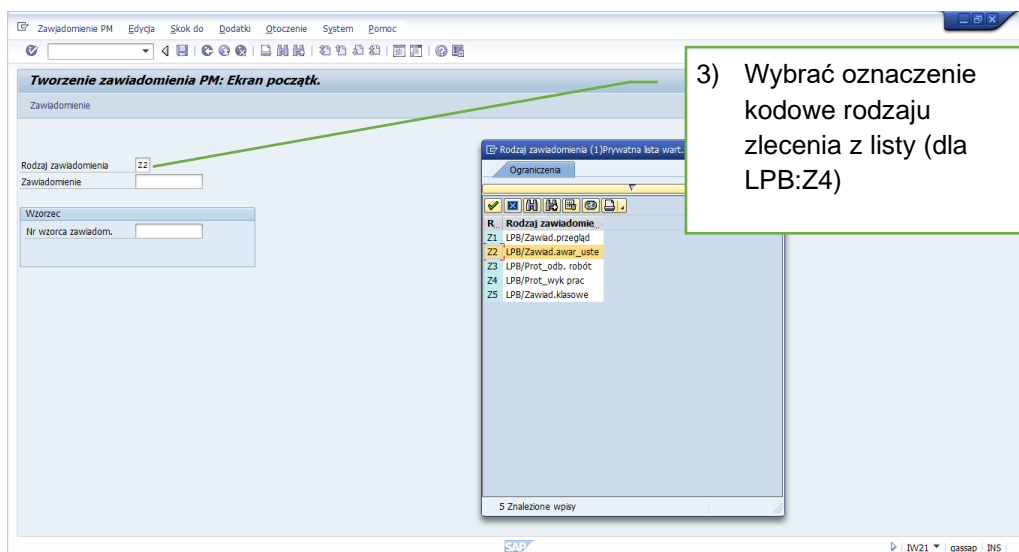 Zawiadomienie PM Edycja Skok do Dodatki Otoczenie System Pomoc
Tworzenie zawiadomienia PM: Ekran początk.
Zawiadomienie
Rodzaj zawiadomienia Z2
Zawiadomienie
Wzorzec
Nr wzorca zawiadom.
Rodzaj zawiadomienia (1)Prywatna lista wart.
Ograniczenia
R.. Rodzaj zawiadomie..
Z1 LPB/Zawiad.przegląd
Z2 LPB/Zawiad.awar_uste
Z3 LPB/Prot_odb. robót
Z4 LPB/Prot_wyk prac
Z5 LPB/Zawiad.klasowe
5 Znalezione wpisy
3) Wybrać oznaczenie
kodowe rodzaju
zlecenia z listy (dla
LPB:Z4)
SAP
IW21 qassap INS